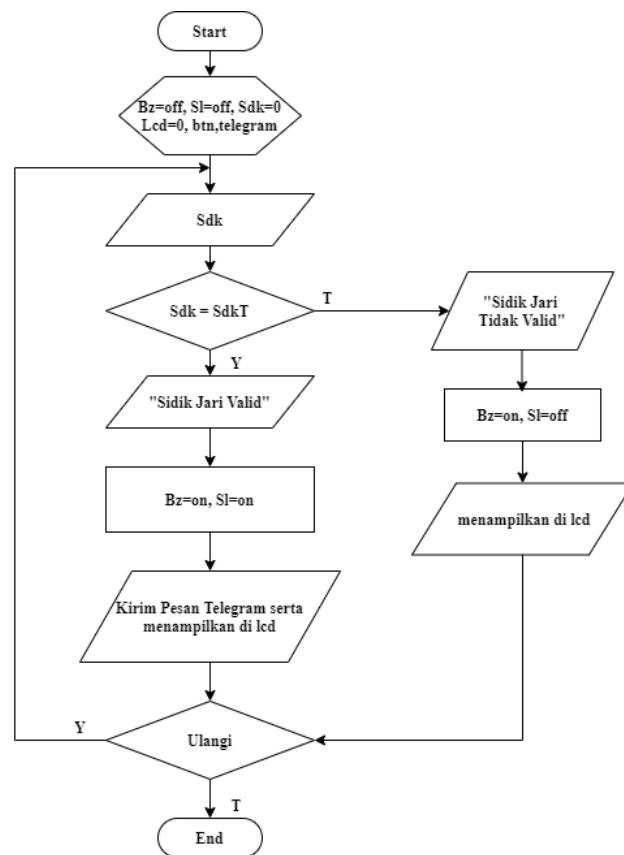 Start
Bz=off, Sl=off, Sdk=0
Lcd=0, btn,telegram
Sdk
Sdk = SdkT
T
"Sidik Jari
Tidak Valid"
Y
"Sidik Jari Valid"
Bz=on, Sl=off
Bz=on, Sl=on
menampilkan di lcd
Kirim Pesan Telegram serta
menampilkan di lcd
Y
Ulangi
T
End